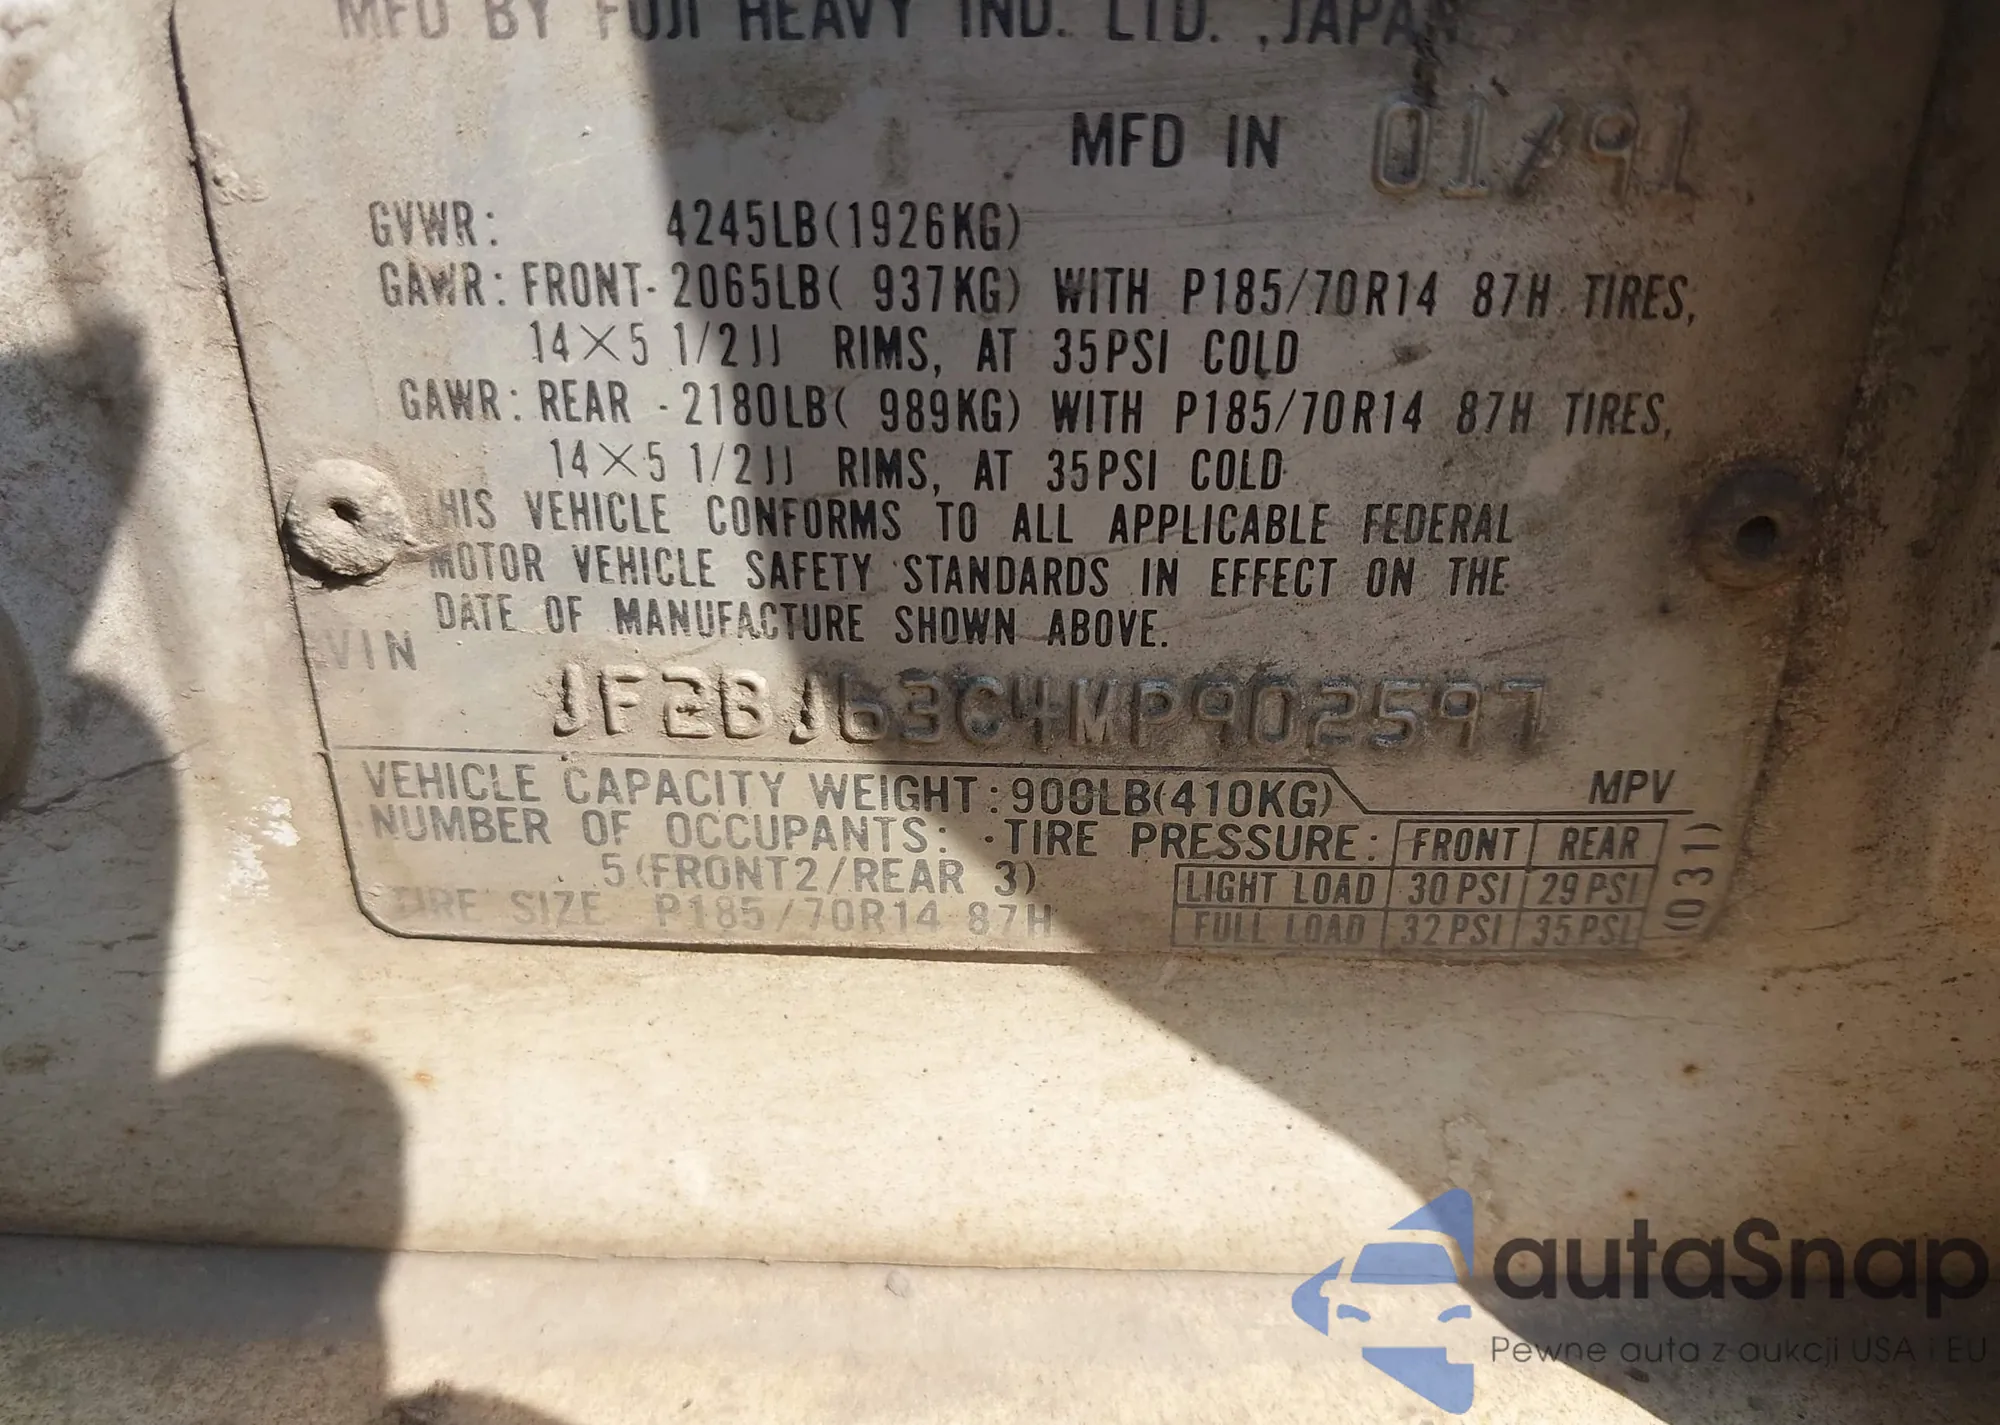 MFD BY FUJI HEAVY IND. LTD. ,JAPAN
MFD IN 01/91
GVWR: 4245LB(1926KG)
GAWR: FRONT- 2065LB( 937KG) WITH P185/70R14 87H TIRES,
14×5 1/2JJ RIMS, AT 35PSI COLD
GAWR: REAR - 2180LB( 989KG) WITH P185/70R14 87H TIRES,
14×5 1/2JJ RIMS, AT 35PSI COLD
THIS VEHICLE CONFORMS TO ALL APPLICABLE FEDERAL
MOTOR VEHICLE SAFETY STANDARDS IN EFFECT ON THE
DATE OF MANUFACTURE SHOWN ABOVE.
VIN
JF2BJ63C4MP902597
MPV
VEHICLE CAPACITY WEIGHT: 900LB(410KG)
NUMBER OF OCCUPANTS: · TIRE PRESSURE: FRONT REAR
5(FRONT2/REAR 3) LIGHT LOAD 30PSI 29PSI
TIRE SIZE P185/70R14 87H FULL LOAD 32PSI 35PSI
(031)
autaSnap
Pewne auta z aukcji USA i EU